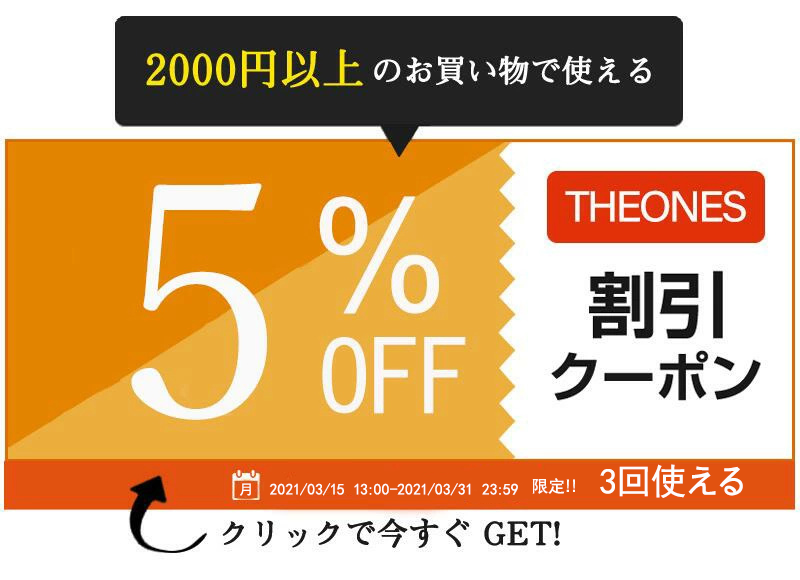 2000円以上のお買い物で使える
5%OFF
THEONES
割引
クーポン
月 2021/03/15 13:00-2021/03/31 23:59 限定!! 3回使える
クリックで今すぐ GET!